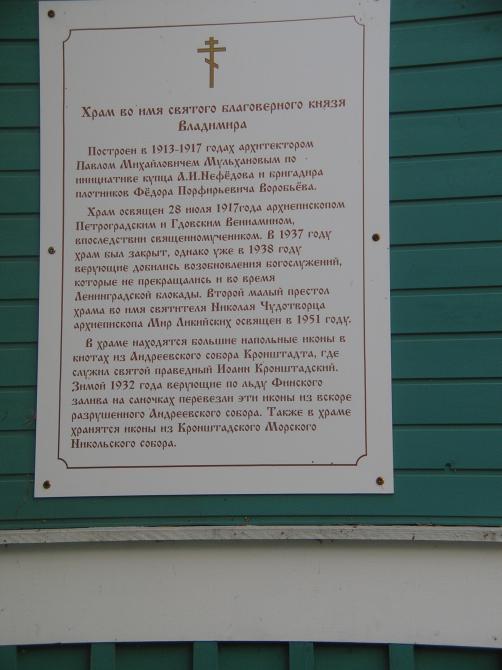 Храм во имя святого благоверного князя
Владимира
Построен в 1913-1917 годах архитектором
Павлом Михайловичем Мульхановым по
инициативе купца А.И.Нефёдова и бригадира
плотников Фёдора Порфирьевича Воробьёва.
Храм освящен 28 июля 1917года архиепископом
Петроградским и Гдовским Вениамином,
впоследствии священномучеником. В 1937 году
храм был закрыт, однако уже в 1938 году
верующие добились возобновления богослужений,
которые не прекращались и во время
Ленинградской блокады. Второй малый престол
храма во имя святителя Николая Чудотворца
архиепископа Мир Ликийских освящен в 1951 году.
В храме находятся большие напольные иконы в
киотах из Андреевского собора Кронштадта, где
служил святой праведный Иоанн Кронштадский.
Зимой 1932 года верующие по льду Финского
залива на саночках перевезли эти иконы из вскоре
разрушенного Андреевского собора. Также в храме
хранятся иконы из Кронштадского Морского
Никольского собора.